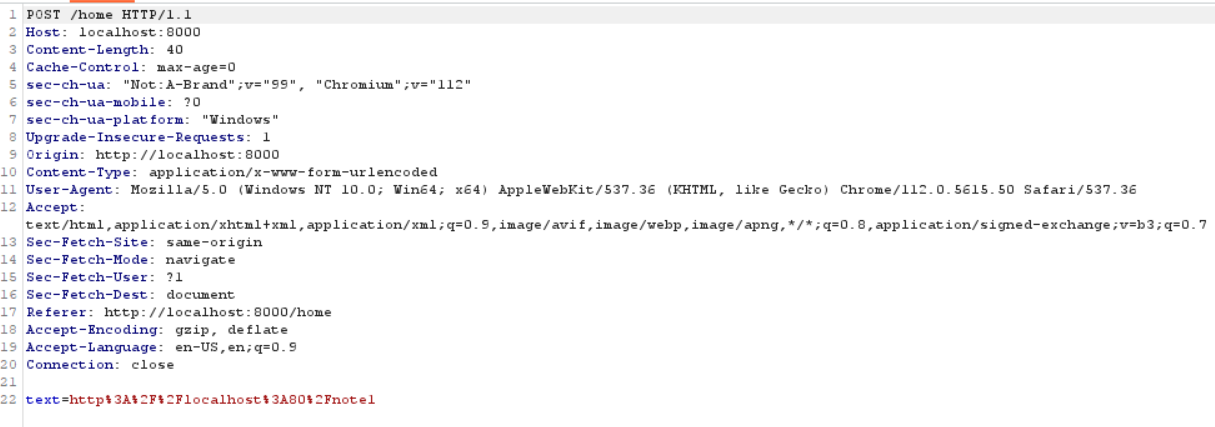 1 POST /home HTTP/1.1
2 Host: localhost:8000
3 Content-Length: 40
4 Cache-Control: max-age=0
5 sec-ch-ua: "Not:A-Brand";v="99", "Chromium";v="112"
6 sec-ch-ua-mobile: ?0
7 sec-ch-ua-platform: "Windows"
8 Upgrade-Insecure-Requests: 1
9 Origin: http://localhost:8000
10 Content-Type: application/x-www-form-urlencoded
11 User-Agent: Mozilla/5.0 (Windows NT 10.0; Win64; x64) AppleWebKit/537.36 (KHTML, like Gecko) Chrome/112.0.5615.50 Safari/537.36
12 Accept:
text/html,application/xhtml+xml,application/xml;q=0.9,image/avif,image/webp,image/apng,*/*;q=0.8,application/signed-exchange;v=b3;q=0.7
13 Sec-Fetch-Site: same-origin
14 Sec-Fetch-Mode: navigate
15 Sec-Fetch-User: ?1
16 Sec-Fetch-Dest: document
17 Referer: http://localhost:8000/home
18 Accept-Encoding: gzip, deflate
19 Accept-Language: en-US,en;q=0.9
20 Connection: close
21
22 text=http%3A%2F%2Flocalhost%3A80%2Fnote1